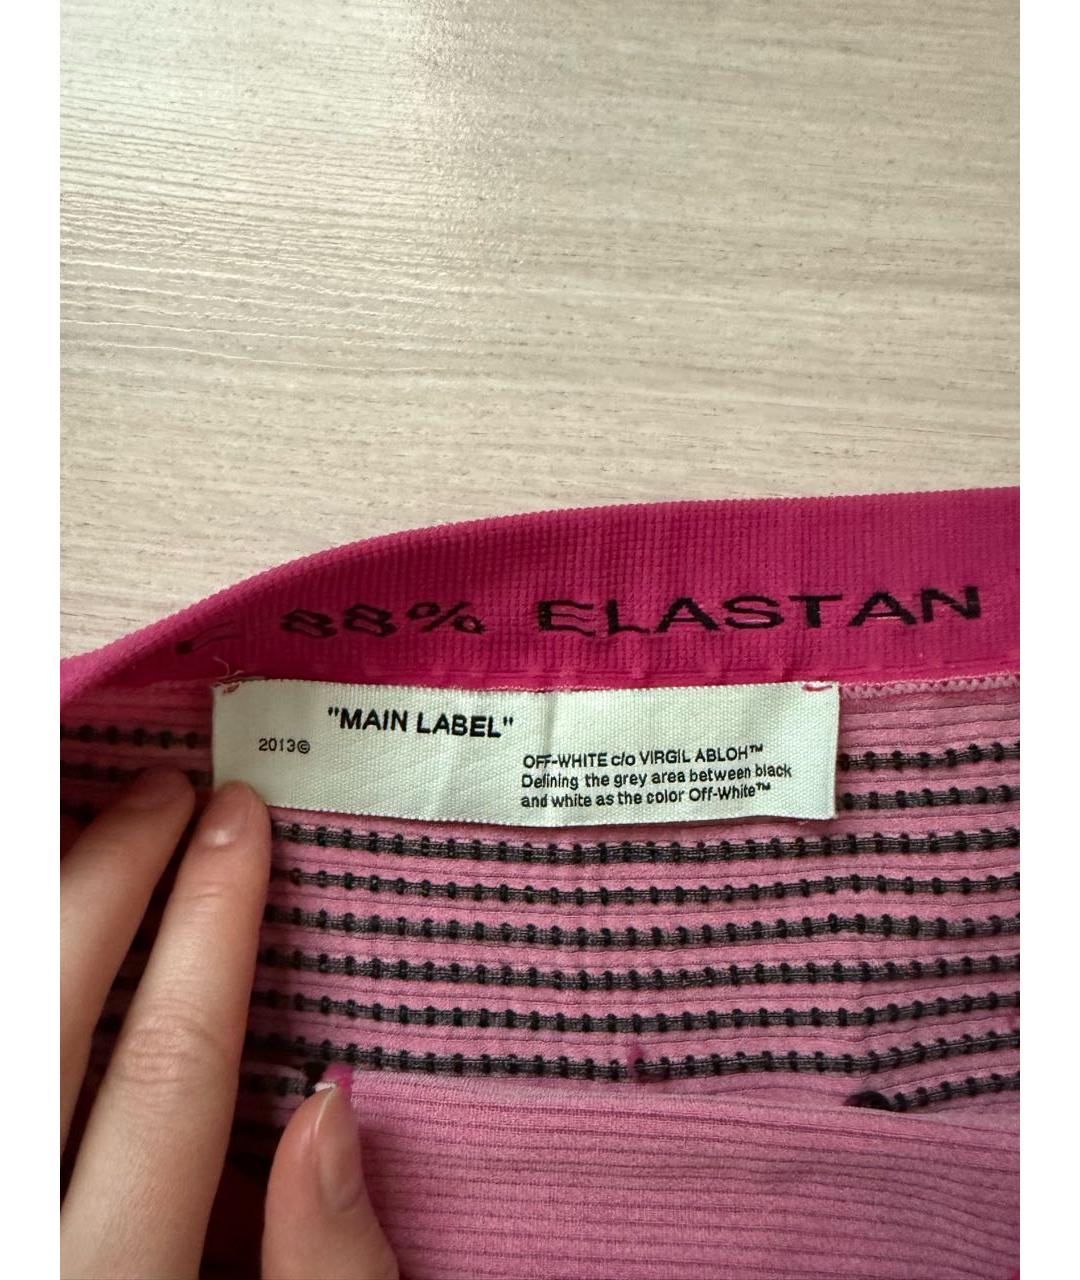 88% ELASTAN
"MAIN LABEL"
2013©
OFF-WHITE c/o VIRGIL ABLOH™
Defining the grey area between black
and white as the color Off-White™